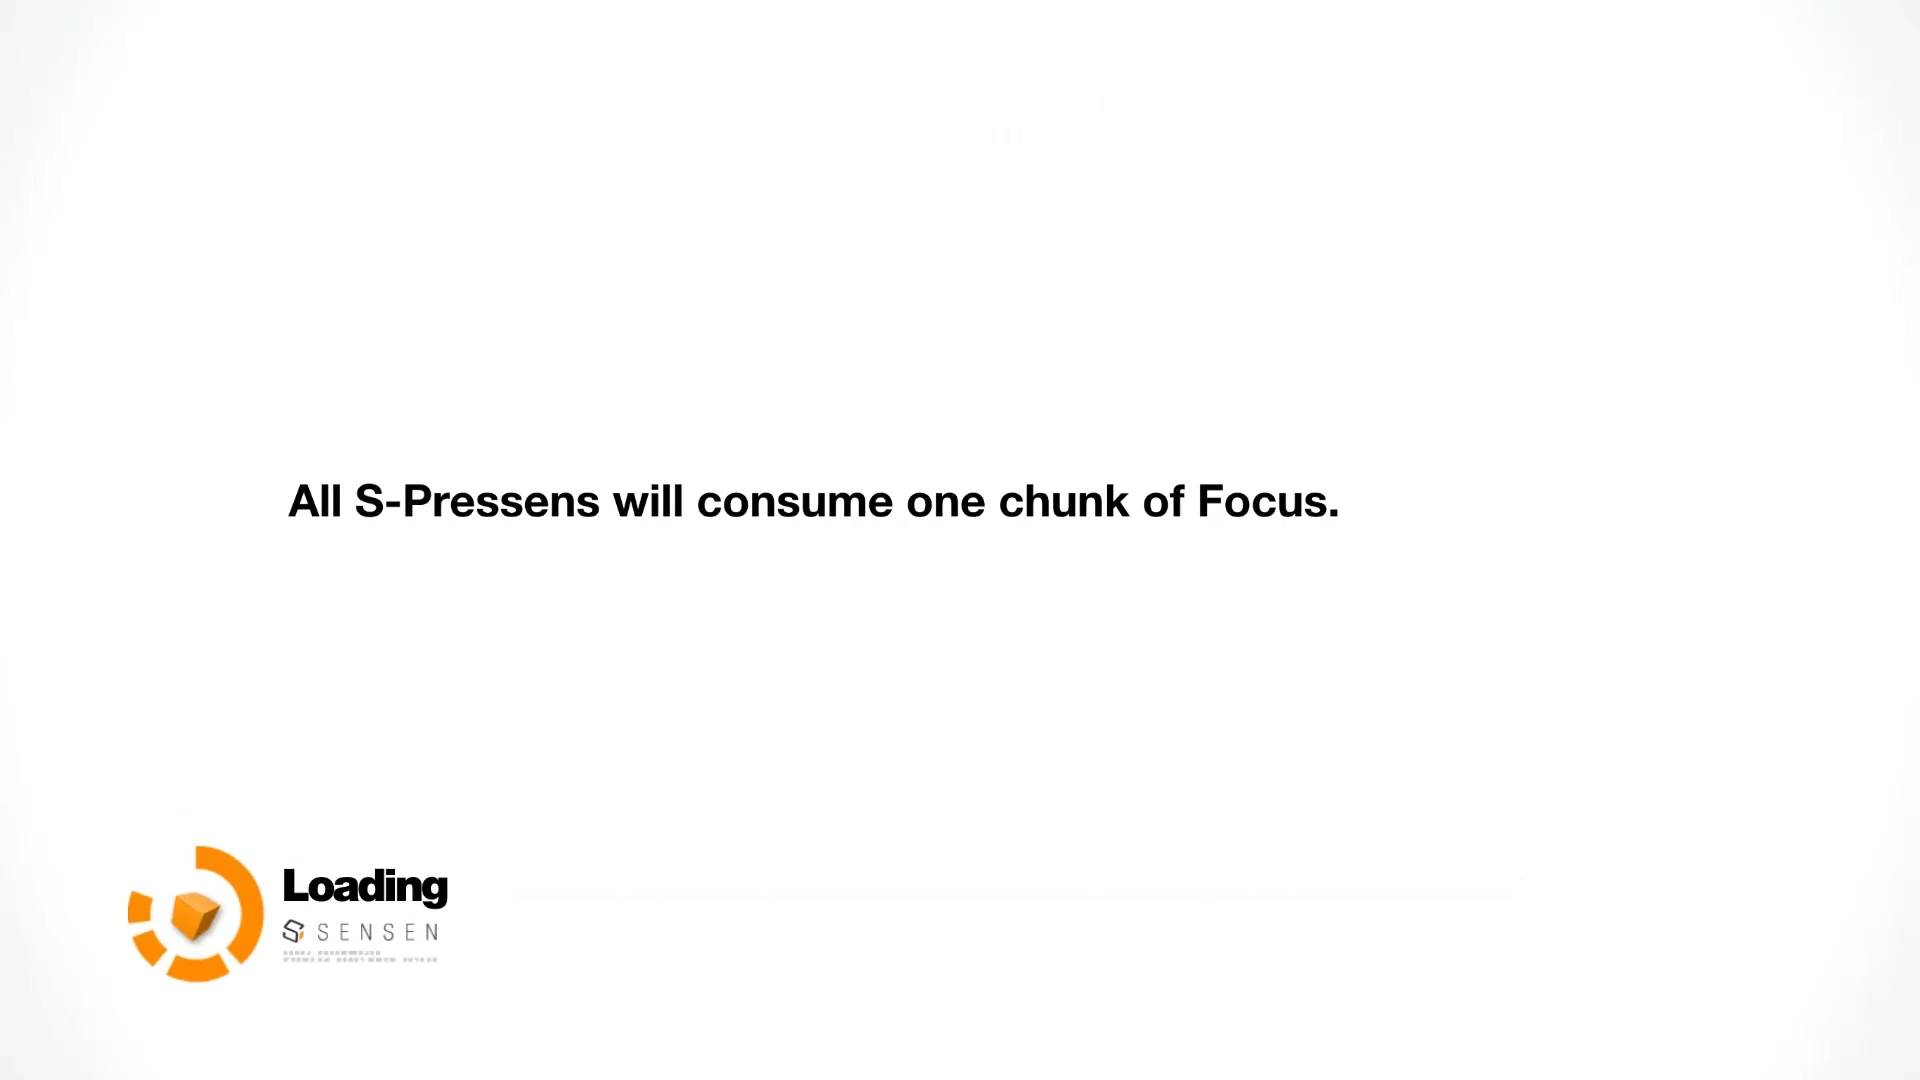 All S-Pressens will consume one chunk of Focus.
Loading
SENSEN